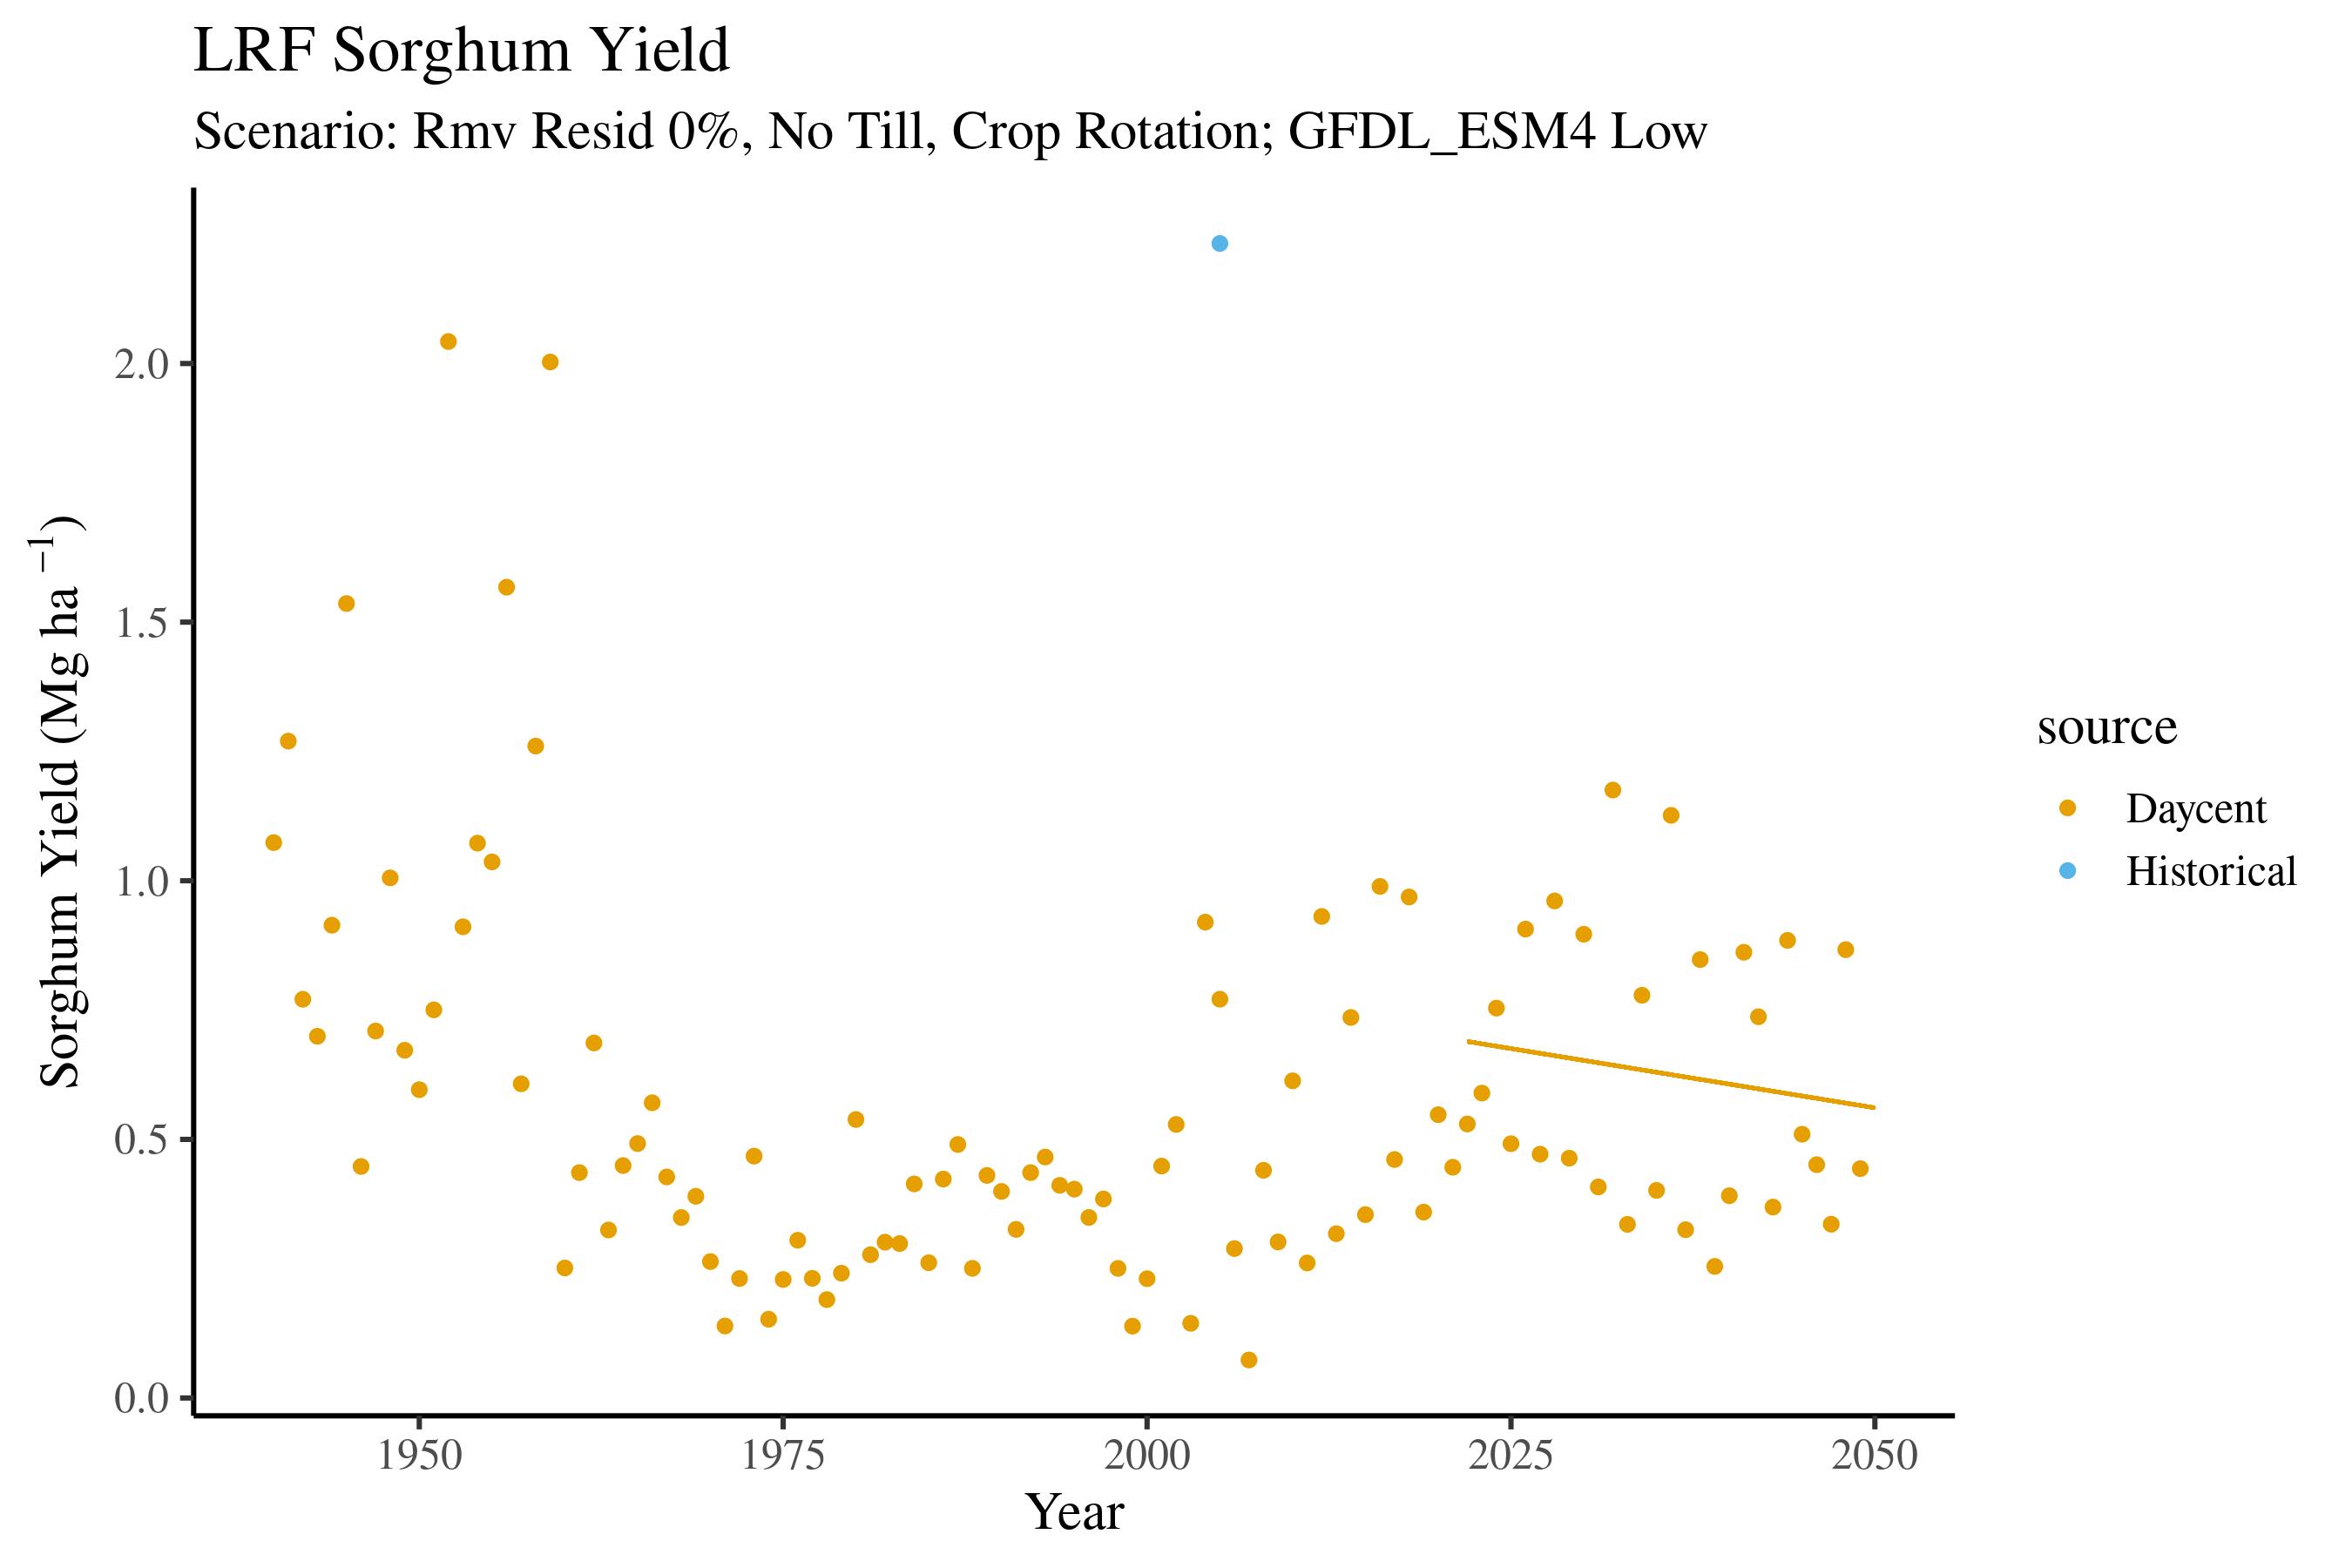 LRF Sorghum Yield
Scenario: Rmv Resid 0%, No Till, Crop Rotation; GFDL_ESM4 Low
Sorghum Yield (Mg ha ⁻¹)
2.0
1.5
1.0
0.5
0.0
1950
1975
2000
2025
2050
Year
source
Daycent
Historical